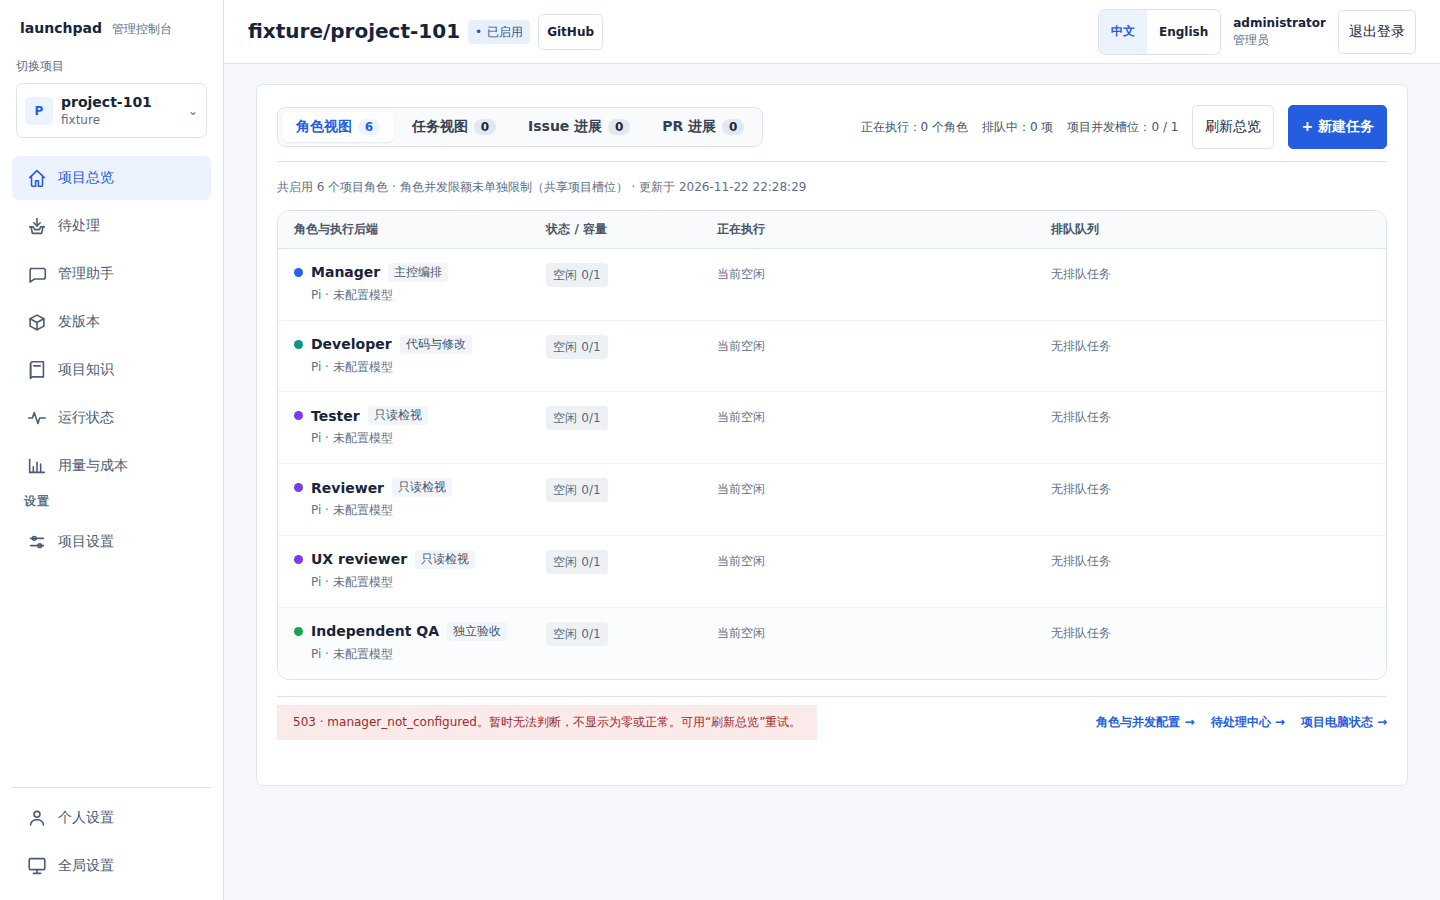 launchpad 管理控制台
切换项目
P project-101
fixture
项目总览
待处理
管理助手
发版本
项目知识
运行状态
用量与成本
设置
项目设置
个人设置
全局设置
fixture/project-101 • 已启用 GitHub
中文 English
administrator
管理员
退出登录
角色视图 6 任务视图 0 Issue 进展 0 PR 进展 0
正在执行：0 个角色 排队中：0 项 项目并发槽位：0 / 1 刷新总览 + 新建任务
共启用 6 个项目角色 · 角色并发限额未单独限制（共享项目槽位） · 更新于 2026-11-22 22:28:29
角色与执行后端 状态 / 容量 正在执行 排队队列
Manager 主控编排 空闲 0/1 当前空闲 无排队任务
Pi · 未配置模型
Developer 代码与修改 空闲 0/1 当前空闲 无排队任务
Pi · 未配置模型
Tester 只读检视 空闲 0/1 当前空闲 无排队任务
Pi · 未配置模型
Reviewer 只读检视 空闲 0/1 当前空闲 无排队任务
Pi · 未配置模型
UX reviewer 只读检视 空闲 0/1 当前空闲 无排队任务
Pi · 未配置模型
Independent QA 独立验收 空闲 0/1 当前空闲 无排队任务
Pi · 未配置模型
503 · manager_not_configured。暂时无法判断，不显示为零或正常。可用“刷新总览”重试。
角色与并发配置 → 待处理中心 → 项目电脑状态 →